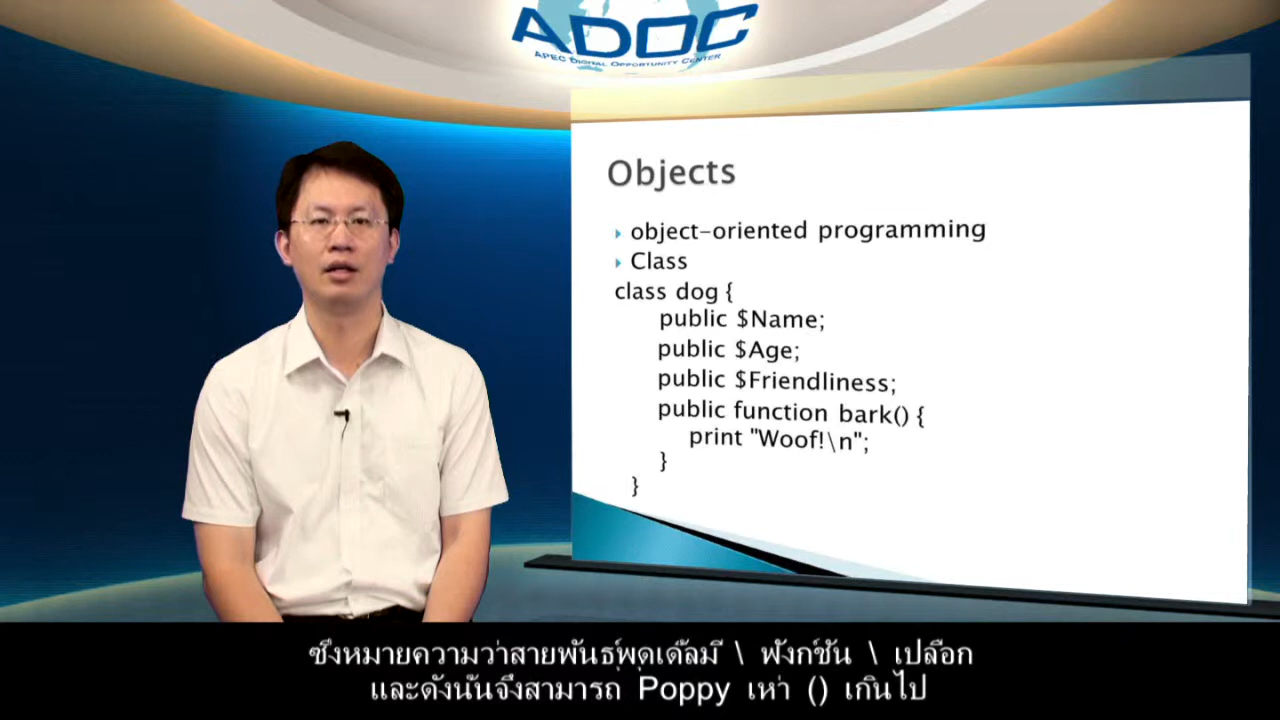 ADOC
APEC DIGITAL OPPORTUNITY CENTER
Objects
object-oriented programming
Class
class dog {
public $Name;
public $Age;
public $Friendliness;
public function bark() {
print "Woof!\n";
}
}
ซึ่งหมายความว่าสายพันธุ์พุดเดิ้ลมี \ ฟังก์ชัน \ เปลือก
และดังนั้นจึงสามารถ Poppy เห่า () เกินไป